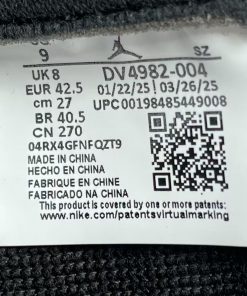 9 SZ
UK 8 DV4982-004
EUR 42.5 01/22/25 03/26/25
cm 27 UPC00198485449008
BR 40.5
CN 270
04RX4GFNFQZT9
MADE IN CHINA
HECHO EN CHINA
FABRIQUE EN CHINE
FABRICADO NA CHINA
This product is covered by one or more of these patents:
www.nike.com/patentsvirtualmarking